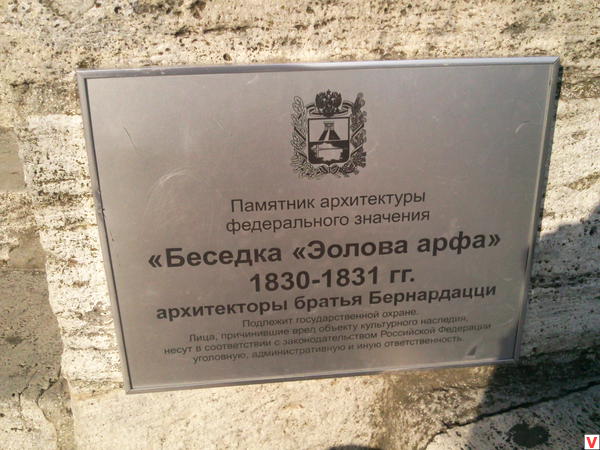 Памятник архитектуры
федерального значения
«Беседка «Эолова арфа»
1830-1831 гг.
архитекторы братья Бернардацци
Подлежит государственной охране.
Лица, причинившие вред объекту культурного наследия,
несут в соответствии с законодательством Российской Федерации
уголовную, административную и иную ответственность.
V